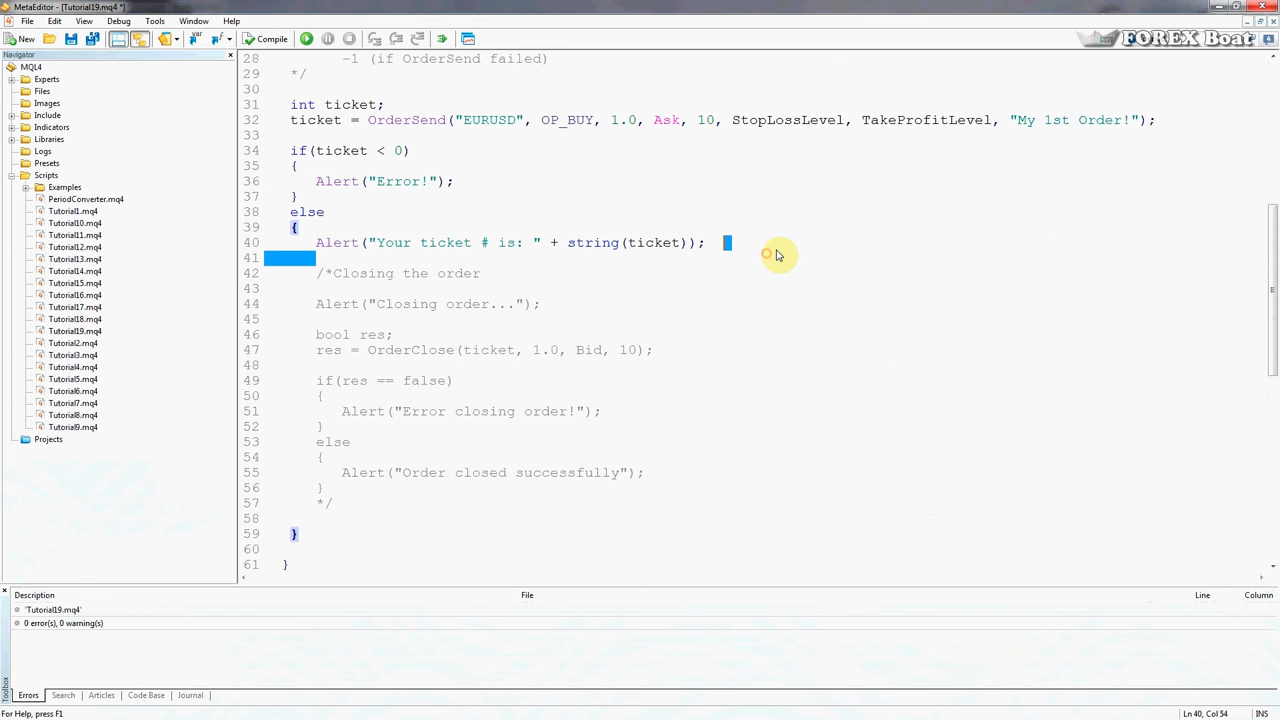 MetaEditor - [Tutorial19.mq4 *]
File Edit View Debug Tools Window Help
New Compile FOREX Boat
Navigator
MQL4
Experts
Files
Images
Include
Indicators
Libraries
Logs
Presets
Scripts
Examples
PeriodConverter.mq4
Tutorial1.mq4
Tutorial10.mq4
Tutorial11.mq4
Tutorial12.mq4
Tutorial13.mq4
Tutorial14.mq4
Tutorial15.mq4
Tutorial16.mq4
Tutorial17.mq4
Tutorial18.mq4
Tutorial19.mq4
Tutorial2.mq4
Tutorial3.mq4
Tutorial4.mq4
Tutorial5.mq4
Tutorial6.mq4
Tutorial7.mq4
Tutorial8.mq4
Tutorial9.mq4
Projects
28 -1 (if OrderSend failed)
29 */
30
31 int ticket;
32 ticket = OrderSend("EURUSD", OP_BUY, 1.0, Ask, 10, StopLossLevel, TakeProfitLevel, "My 1st Order!");
33
34 if(ticket < 0)
35 {
36 Alert("Error!");
37 }
38 else
39 {
40 Alert("Your ticket # is: " + string(ticket));
41
42 /*Closing the order
43
44 Alert("Closing order...");
45
46 bool res;
47 res = OrderClose(ticket, 1.0, Bid, 10);
48
49 if(res == false)
50 {
51 Alert("Error closing order!");
52 }
53 else
54 {
55 Alert("Order closed successfully");
56 }
57 */
58
59 }
60
61 }
Description File Line Column
'Tutorial19.mq4'
0 error(s), 0 warning(s)
Toolbox
Errors Search Articles Code Base Journal
For Help, press F1 Ln 40, Col 54 INS